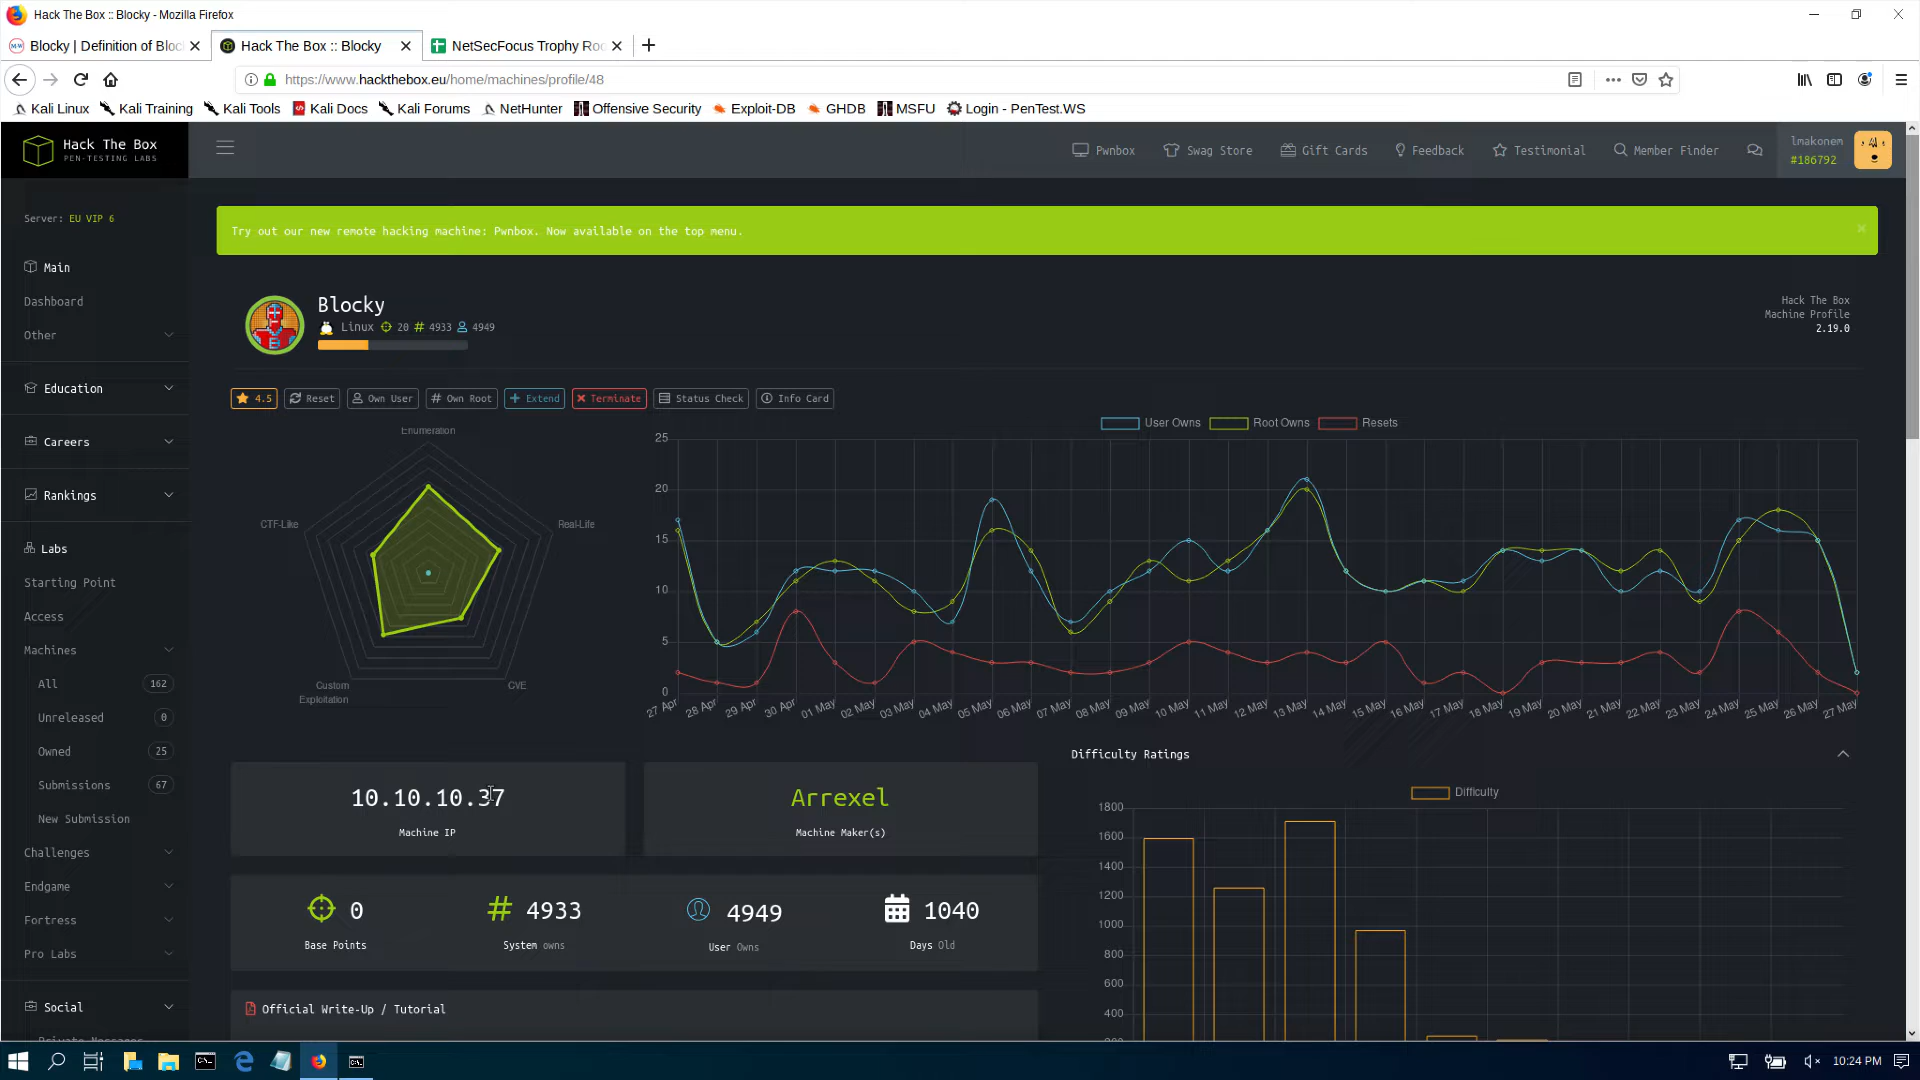 Hack The Box :: Blocky - Mozilla Firefox
Blocky | Definition of Bloc
Hack The Box :: Blocky
NetSecFocus Trophy Ro
https://www.hackthebox.eu/home/machines/profile/48
Kali Linux
Kali Training
Kali Tools
Kali Docs
Kali Forums
NetHunter
Offensive Security
Exploit-DB
GHDB
MSFU
Login - PenTest.WS
Hack The Box
PEN-TESTING LABS
Pwnbox
Swag Store
Gift Cards
Feedback
Testimonial
Member Finder
lmakonem
#186792
Server: EU VIP 6
Main
Dashboard
Other
Education
Careers
Rankings
Labs
Starting Point
Access
Machines
All 162
Unreleased 0
Owned 25
Submissions 67
New Submission
Challenges
Endgame
Fortress
Pro Labs
Social
Private Messages
Try out our new remote hacking machine: Pwnbox. Now available on the top menu.
Blocky
Linux 20 # 4933 4949
Hack The Box
Machine Profile
2.19.0
4.5
Reset
Own User
# Own Root
Extend
Terminate
Status Check
Info Card
Enumeration
Real-Life
CVE
Custom
Exploitation
CTF-Like
User Owns
Root Owns
Resets
25
20
15
10
5
0
27 Apr
28 Apr
29 Apr
30 Apr
01 May
02 May
03 May
04 May
05 May
06 May
07 May
08 May
09 May
10 May
11 May
12 May
13 May
14 May
15 May
16 May
17 May
18 May
19 May
20 May
21 May
22 May
23 May
24 May
25 May
26 May
27 May
10.10.10.37
Machine IP
Arrexel
Machine Maker(s)
0
Base Points
# 4933
System owns
4949
User Owns
1040
Days Old
Official Write-Up / Tutorial
Difficulty Ratings
Difficulty
1800
1600
1400
1200
1000
800
600
400
10:24 PM